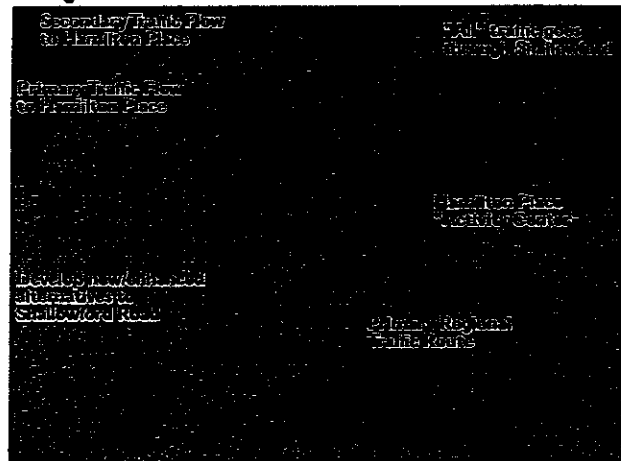 Secondary Traffic Flow
to Hamilton Place
"All" traffic goes
through Shallowford
Primary Traffic Flow
to Hamilton Place
Hamilton Place
"Activity Center"
Develop new/enhanced
alternatives to
Shallowford Road
Primary Regional
Traffic Route